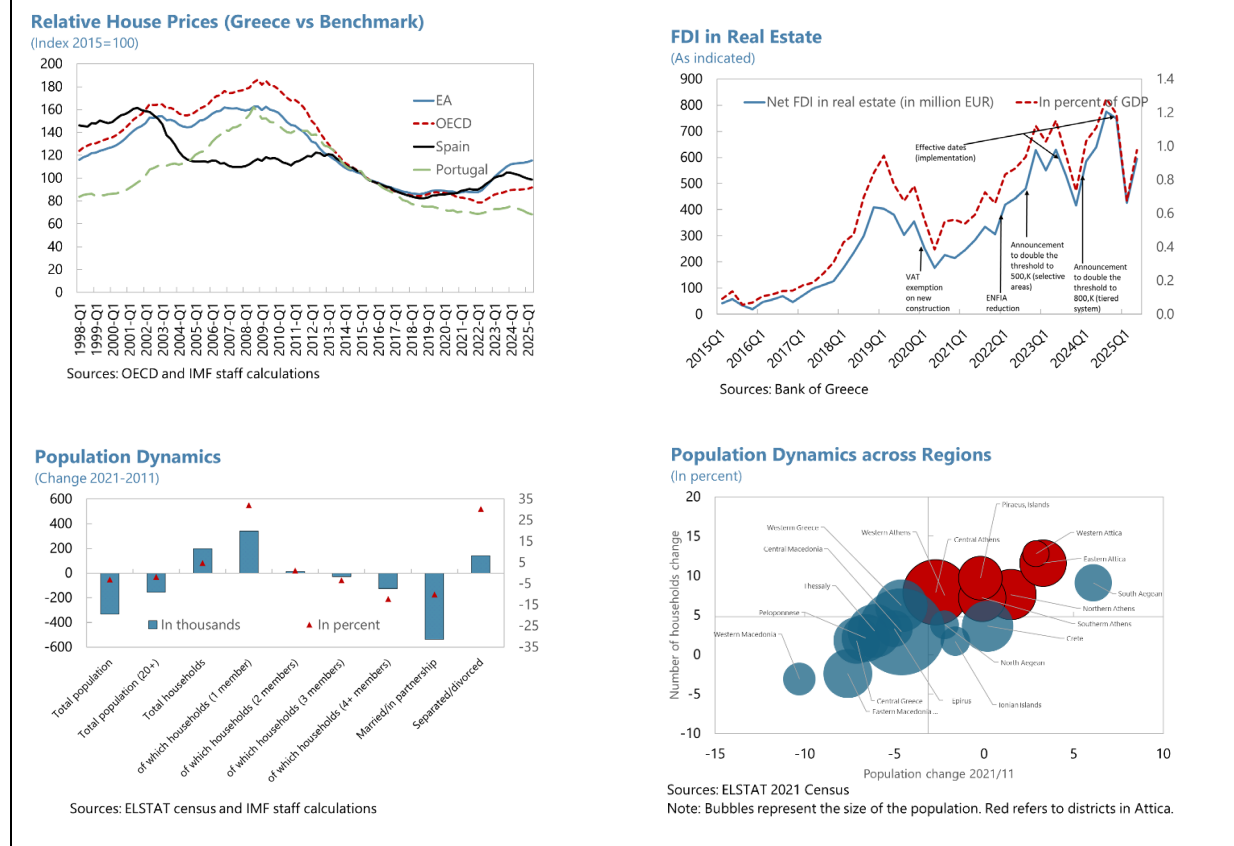 Relative House Prices (Greece vs Benchmark)
(Index 2015=100)
200
180
160
140
120
100
80
60
40
20
0
EA
OECD
Spain
Portugal
1998-Q1
1999-Q1
2000-Q1
2001-Q1
2002-Q1
2003-Q1
2004-Q1
2005-Q1
2006-Q1
2007-Q1
2008-Q1
2009-Q1
2010-Q1
2011-Q1
2012-Q1
2013-Q1
2014-Q1
2015-Q1
2016-Q1
2017-Q1
2018-Q1
2019-Q1
2020-Q1
2021-Q1
2022-Q1
2023-Q1
2024-Q1
2025-Q1
Sources: OECD and IMF staff calculations
FDI in Real Estate
(As indicated)
900
800
700
600
500
400
300
200
100
0
1.4
1.2
1.0
0.8
0.6
0.4
0.2
0.0
Net FDI in real estate (in million EUR)
In percent of GDP
Effective dates
(implementation)
VAT
exemption
on new
construction
ENFIA
reduction
Announcement
to double the
threshold to
500,K (selective
areas)
Announcement
to double the
threshold to
800,K (tiered
system)
2015Q1
2016Q1
2017Q1
2018Q1
2019Q1
2020Q1
2021Q1
2022Q1
2023Q1
2024Q1
2025Q1
Sources: Bank of Greece
Population Dynamics
(Change 2021-2011)
600
400
200
0
-200
-400
-600
35
25
15
5
-5
-15
-25
-35
In thousands
In percent
Total population
Total population (20+)
Total households
of which households (1 member)
of which households (2 members)
of which households (3 members)
of which households (4+ members)
Married/in partnership
Separated/divorced
Sources: ELSTAT census and IMF staff calculations
Population Dynamics across Regions
(In percent)
Number of households change
20
15
10
5
0
-5
-10
Piraeus, Islands
Western Greece
Western Athens
Western Attica
Central Athens
Central Macedonia
Eastern Attica
Thessaly
South Aegean
Northern Athens
Peloponnese
Southern Athens
Western Macedonia
Crete
North Aegean
Central Greece
Epirus
Ionian Islands
Eastern Macedonia ...
-15
-10
-5
0
5
10
Population change 2021/11
Sources: ELSTAT 2021 Census
Note: Bubbles represent the size of the population. Red refers to districts in Attica.